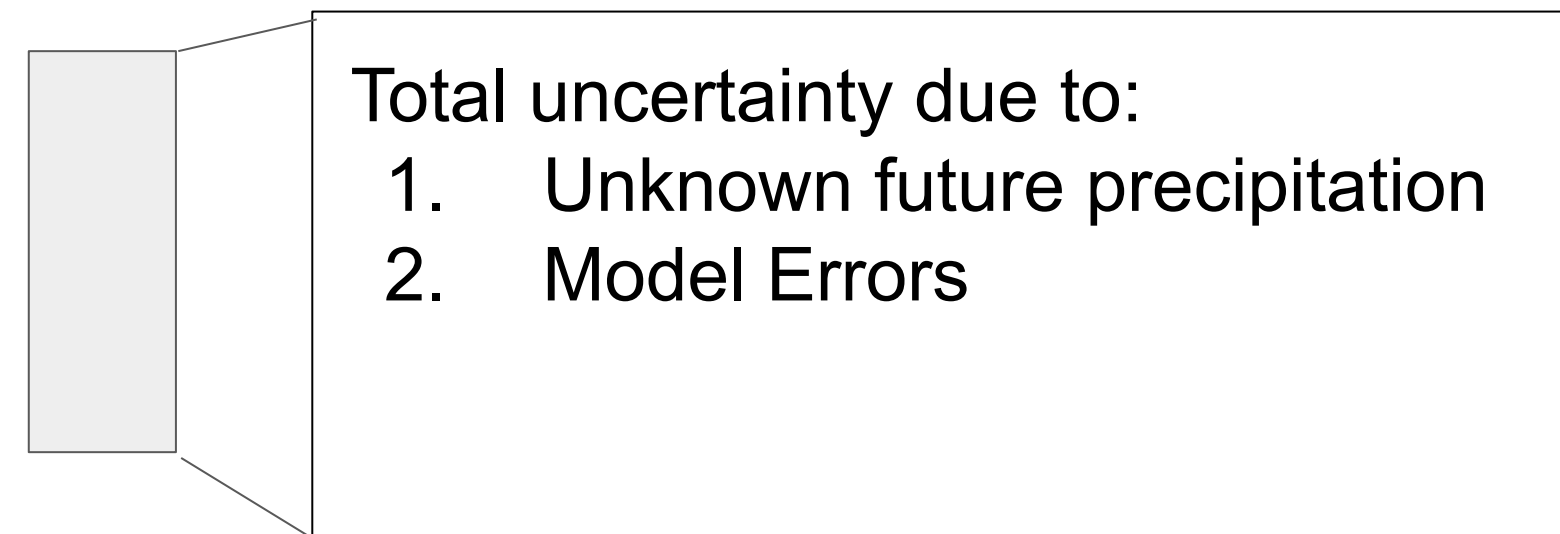 Total uncertainty due to:
1. Unknown future precipitation
2. Model Errors